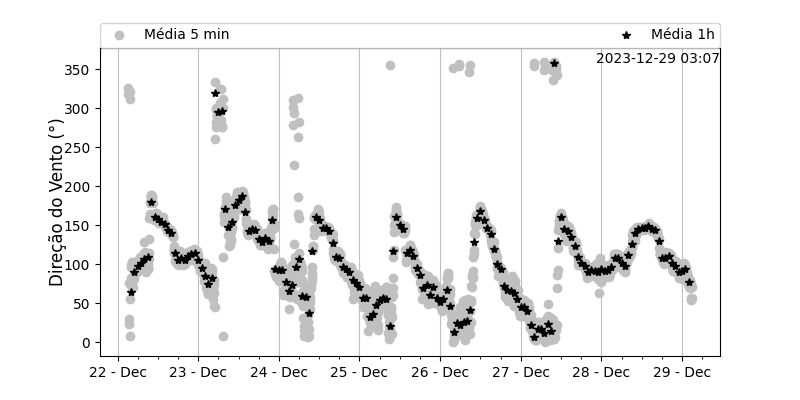 Média 5 min
Média 1h
2023-12-29 03:07
Direção do Vento (°)
350
300
250
200
150
100
50
0
22 - Dec
23 - Dec
24 - Dec
25 - Dec
26 - Dec
27 - Dec
28 - Dec
29 - Dec